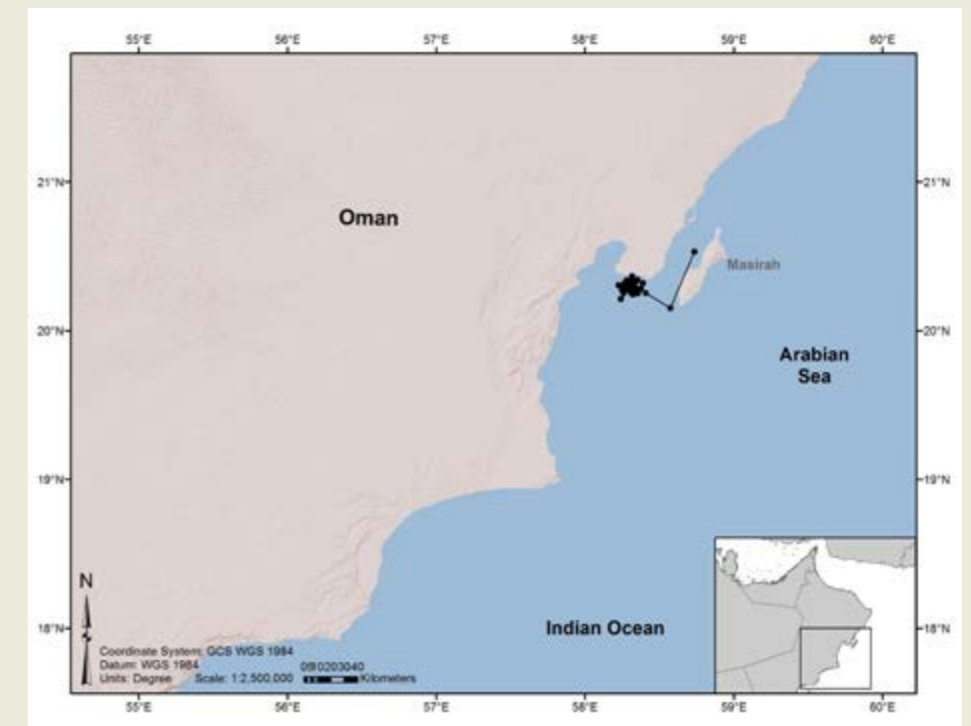 55°E 56°E 57°E 58°E 59°E 60°E
21°N 21°N
Oman
Masirah
20°N 20°N
Arabian
Sea
19°N 19°N
N
Indian Ocean
18°N 18°N
Coordinate System: GCS WGS 1984
Datum: WGS 1984
Units: Degree Scale: 1:2,500,000 Kilometers
55°E 56°E 57°E 58°E 59°E 60°E